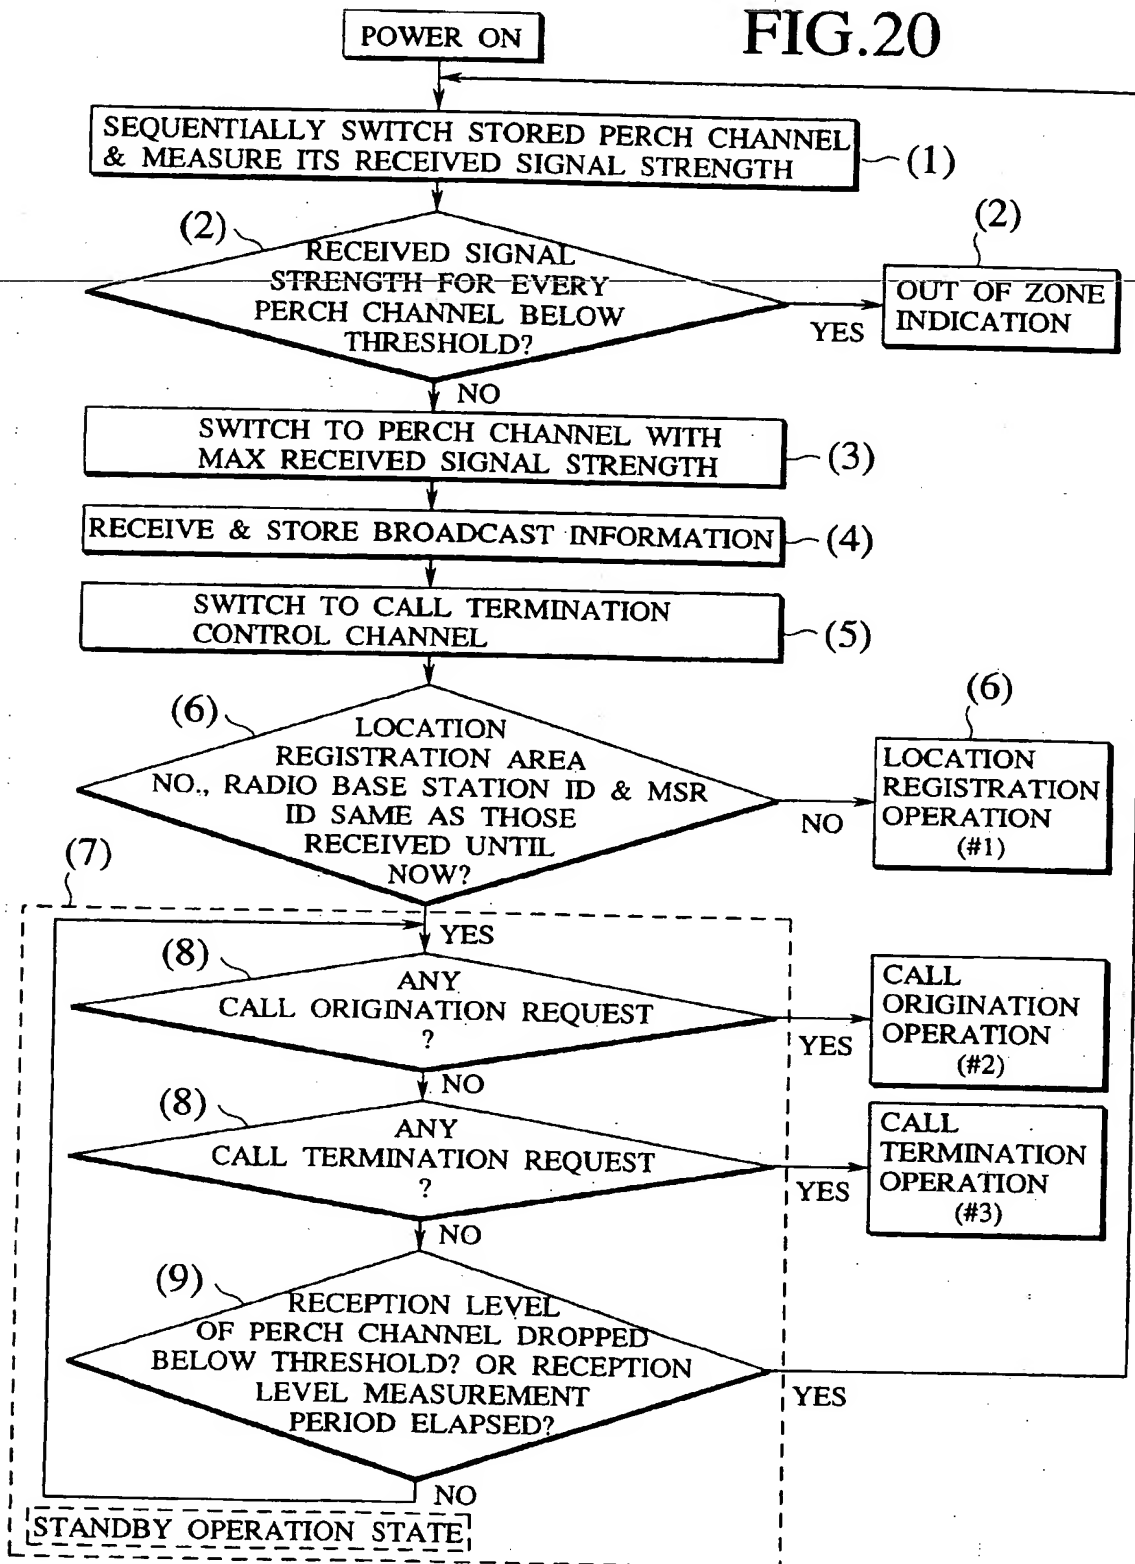 FIG.20
POWER ON
SEQUENTIALLY SWITCH STORED PERCH CHANNEL
& MEASURE ITS RECEIVED SIGNAL STRENGTH
(1)
(2)
RECEIVED SIGNAL
STRENGTH FOR EVERY
PERCH CHANNEL BELOW
THRESHOLD?
YES
(2)
OUT OF ZONE
INDICATION
NO
SWITCH TO PERCH CHANNEL WITH
MAX RECEIVED SIGNAL STRENGTH
(3)
RECEIVE & STORE BROADCAST INFORMATION
(4)
SWITCH TO CALL TERMINATION
CONTROL CHANNEL
(5)
(6)
LOCATION
REGISTRATION AREA
NO., RADIO BASE STATION ID & MSR
ID SAME AS THOSE
RECEIVED UNTIL
NOW?
NO
(6)
LOCATION
REGISTRATION
OPERATION
(#1)
(7)
YES
(8)
ANY
CALL ORIGINATION REQUEST
?
YES
CALL
ORIGINATION
OPERATION
(#2)
NO
(8)
ANY
CALL TERMINATION REQUEST
?
YES
CALL
TERMINATION
OPERATION
(#3)
NO
(9)
RECEPTION LEVEL
OF PERCH CHANNEL DROPPED
BELOW THRESHOLD? OR RECEPTION
LEVEL MEASUREMENT
PERIOD ELAPSED?
YES
NO
STANDBY OPERATION STATE